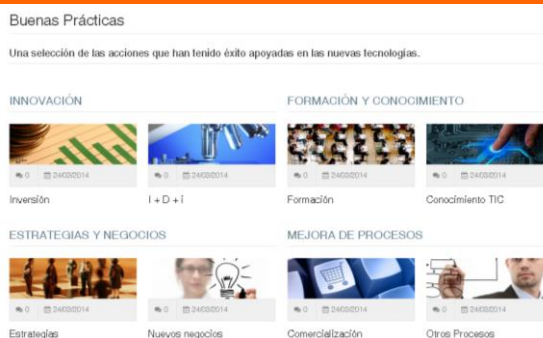 Buenas Prácticas
Una selección de las acciones que han tenido éxito apoyadas en las nuevas tecnologías.
INNOVACIÓN
FORMACIÓN Y CONOCIMIENTO
0 24/03/2014
0 24/03/2014
0 24/03/2014
0 24/03/2014
Inversión
I + D + i
Formación
Conocimiento TIC
ESTRATEGIAS Y NEGOCIOS
MEJORA DE PROCESOS
0 24/03/2014
0 24/03/2014
0 24/03/2014
0 24/03/2014
Estrategias
Nuevos negocios
Comercialización
Otros Procesos